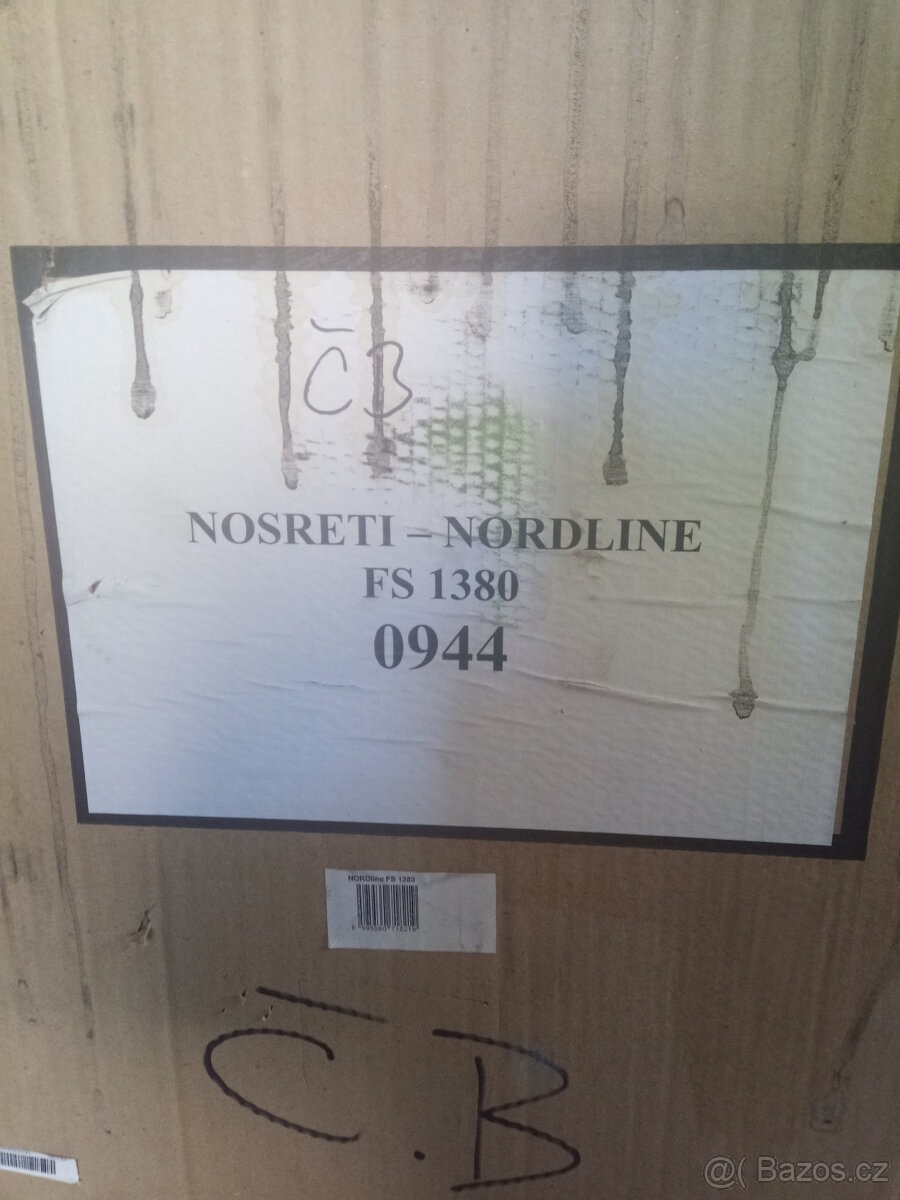 ČB
NOSRETI – NORDLINE
FS 1380
0944
NORDline FS 1380
Č.B
@( Bazos.cz